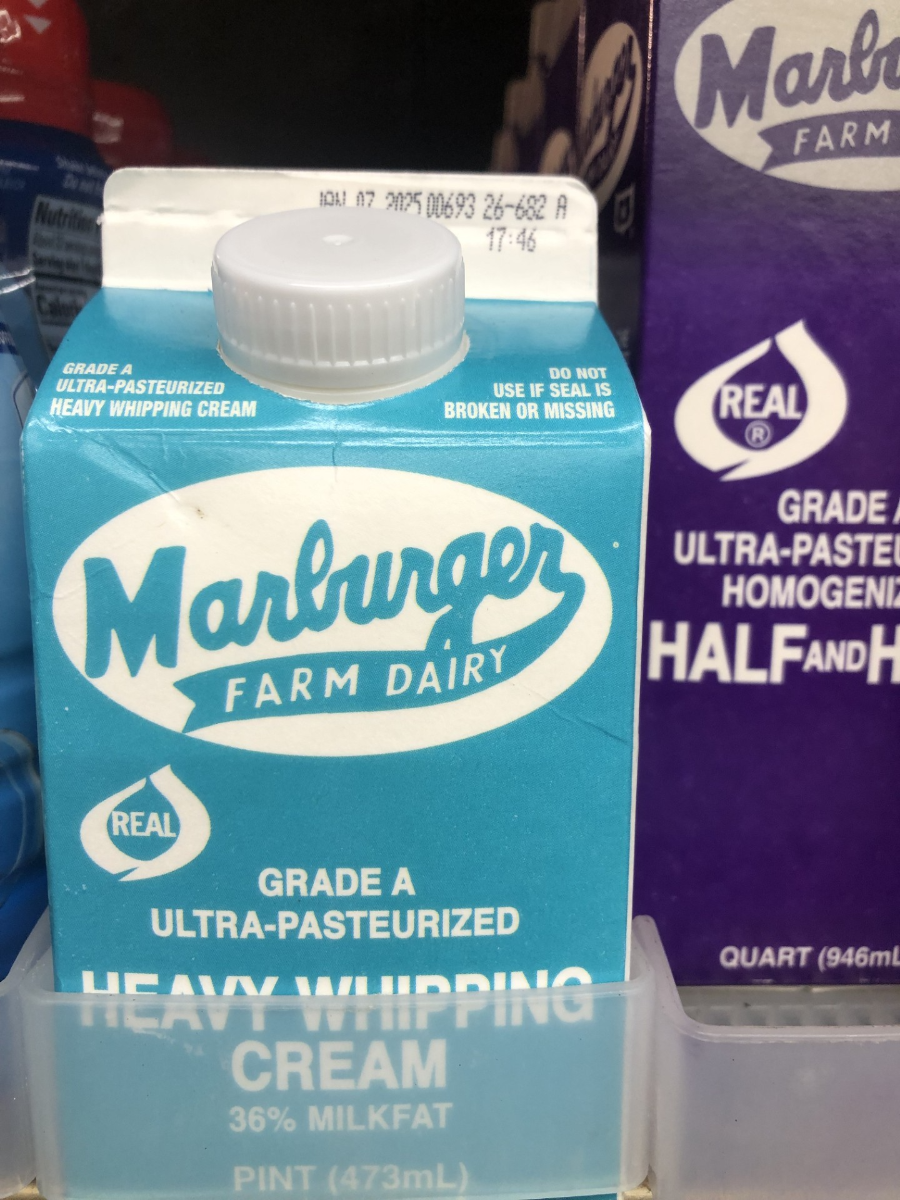 JAN 07 2025 00693 26-682 A
17:46
GRADE A
ULTRA-PASTEURIZED
HEAVY WHIPPING CREAM
DO NOT
USE IF SEAL IS
BROKEN OR MISSING
Marburger
FARM DAIRY
REAL
GRADE A
ULTRA-PASTEURIZED
HEAVY WHIPPING
CREAM
36% MILKFAT
PINT (473mL)
Marb
FARM
REAL
®
GRADE A
ULTRA-PASTEU
HOMOGENIZ
HALF AND H
QUART (946mL
Nutrition